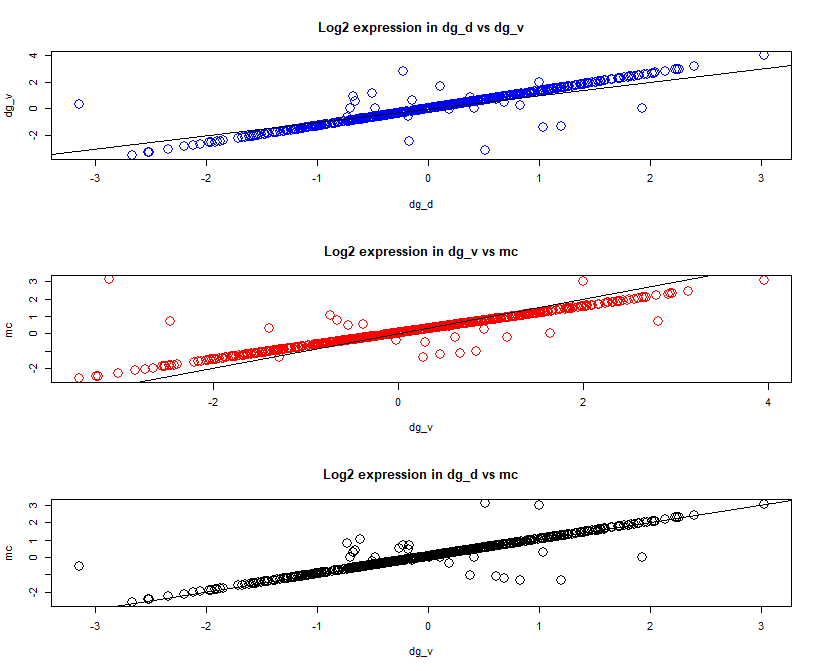 Log2 expression in dg_d vs dg_v
dg_v
4
2
0
-2
-3 -2 -1 0 1 2 3
dg_d
Log2 expression in dg_v vs mc
mc
3
2
1
0
-2
-2 0 2 4
dg_v
Log2 expression in dg_d vs mc
mc
3
2
1
0
-2
-3 -2 -1 0 1 2 3
dg_v